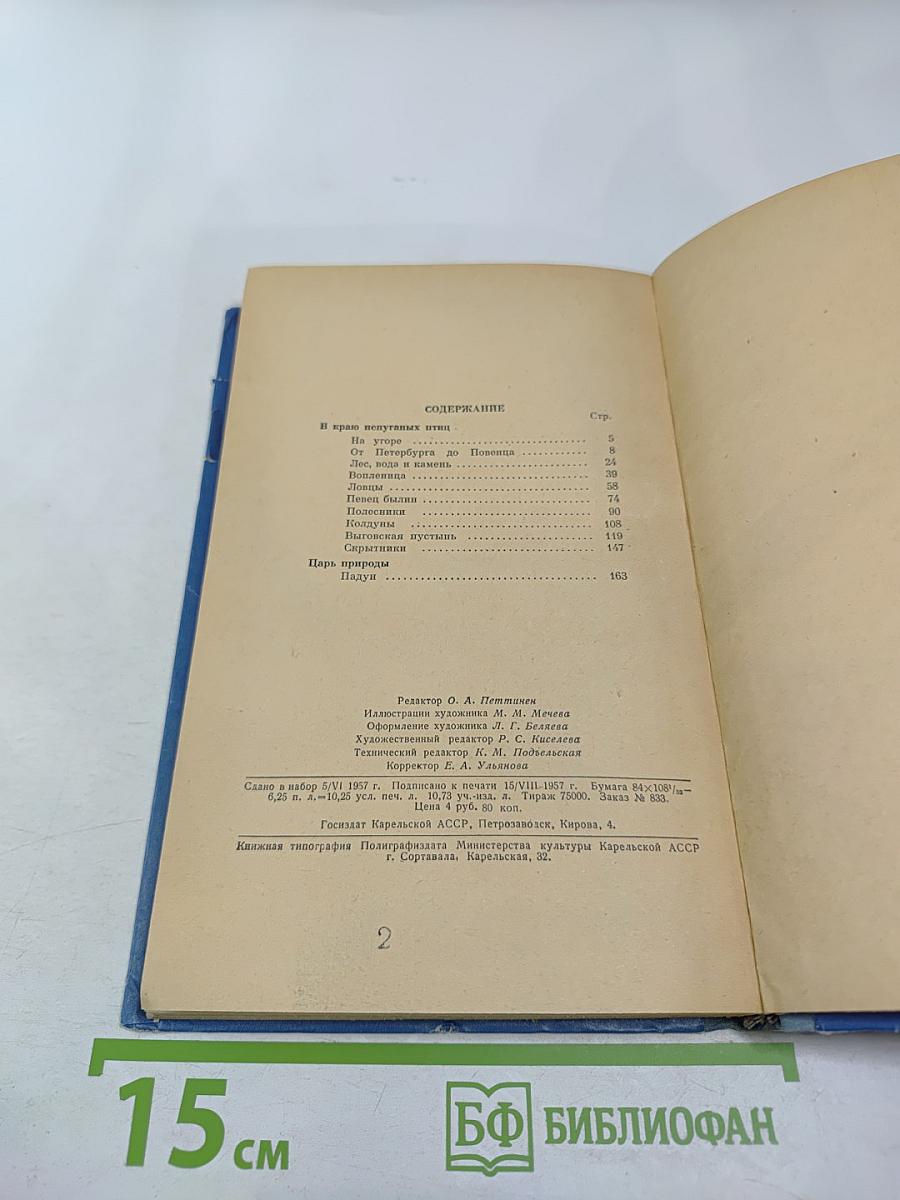 СОДЕРЖАНИЕ
Стр.
В краю непуганых птиц
На угоре ............................. 5
От Петербурга до Повенца ............ 8
Лес, вода и камень ....................... 24
Вопленица ............................... 39
Ловцы ................................... 58
Певец былин ............................. 74
Полесники ............................. 90
Колдуны ............................... 108
Выговская пустынь ..................... 119
Скрытники ............................. 147
Царь природы
Падун .................................... 163
Редактор О. А. Петтинен
Иллюстрации художника М. М. Мечева
Оформление художника Л. Г. Беляева
Художественный редактор Р. С. Киселева
Технический редактор К. М. Подъельская
Корректор Е. А. Ульянова
Сдано в набор 5/VI 1957 г. Подписано к печати 15/VIII-1957 г. Бумага 84×108¹/₃₂—
6,25 п. л.=10,25 усл. печ. л. 10,73 уч.-изд. л. Тираж 75000. Заказ № 833.
Цена 4 руб. 80 коп.
Госиздат Карельской АССР, Петрозаводск, Кирова, 4.
Книжная типография Полиграфиздата Министерства культуры Карельской АССР
г. Сортавала, Карельская, 32.
2
15 см
БФ БИБЛИОФАН